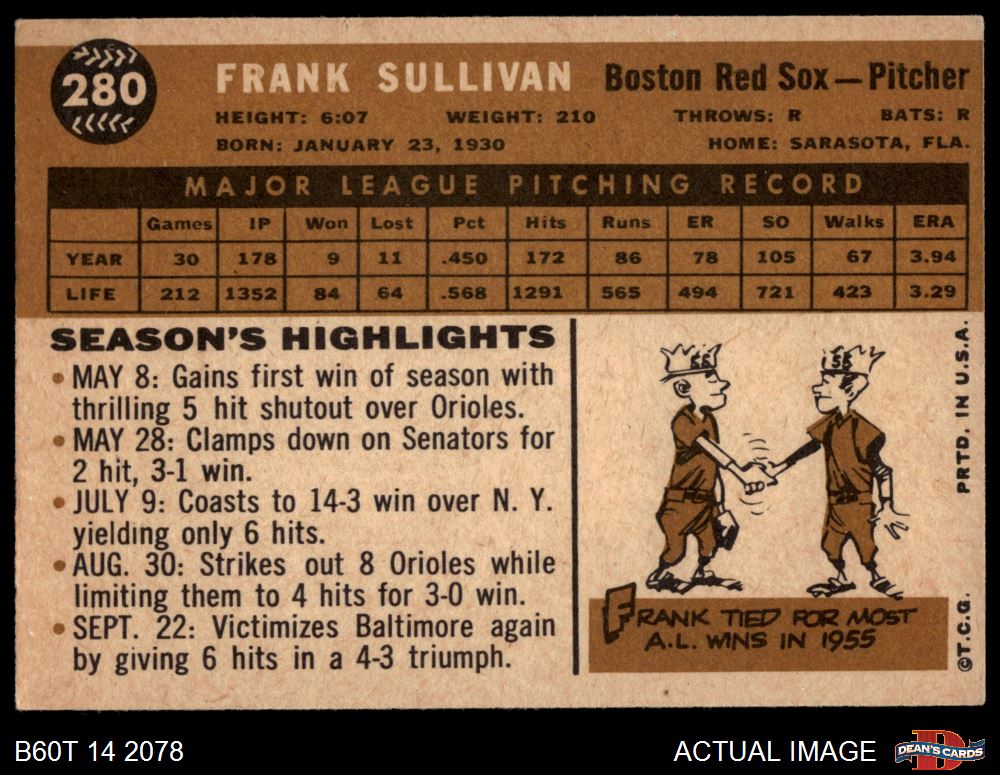 280
FRANK SULLIVAN Boston Red Sox — Pitcher
HEIGHT: 6:07 WEIGHT: 210 THROWS: R BATS: R
BORN: JANUARY 23, 1930 HOME: SARASOTA, FLA.
MAJOR LEAGUE PITCHING RECORD
Games IP Won Lost Pct Hits Runs ER SO Walks ERA
YEAR 30 178 9 11 .450 172 86 78 105 67 3.94
LIFE 212 1352 84 64 .568 1291 565 494 721 423 3.29
SEASON'S HIGHLIGHTS
• MAY 8: Gains first win of season with
thrilling 5 hit shutout over Orioles.
• MAY 28: Clamps down on Senators for
2 hit, 3-1 win.
• JULY 9: Coasts to 14-3 win over N. Y.
yielding only 6 hits.
• AUG. 30: Strikes out 8 Orioles while
limiting them to 4 hits for 3-0 win.
• SEPT. 22: Victimizes Baltimore again
by giving 6 hits in a 4-3 triumph.
FRANK TIED FOR MOST
A.L. WINS IN 1955
©T.C.G. PRTD. IN U.S.A.
B60T 14 2078 ACTUAL IMAGE
DEAN'S CARDS